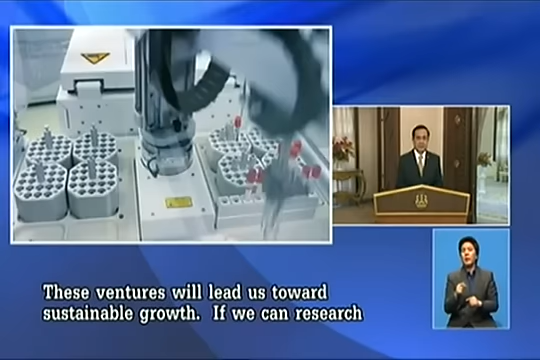 These ventures will lead us toward
sustainable growth.  If we can research